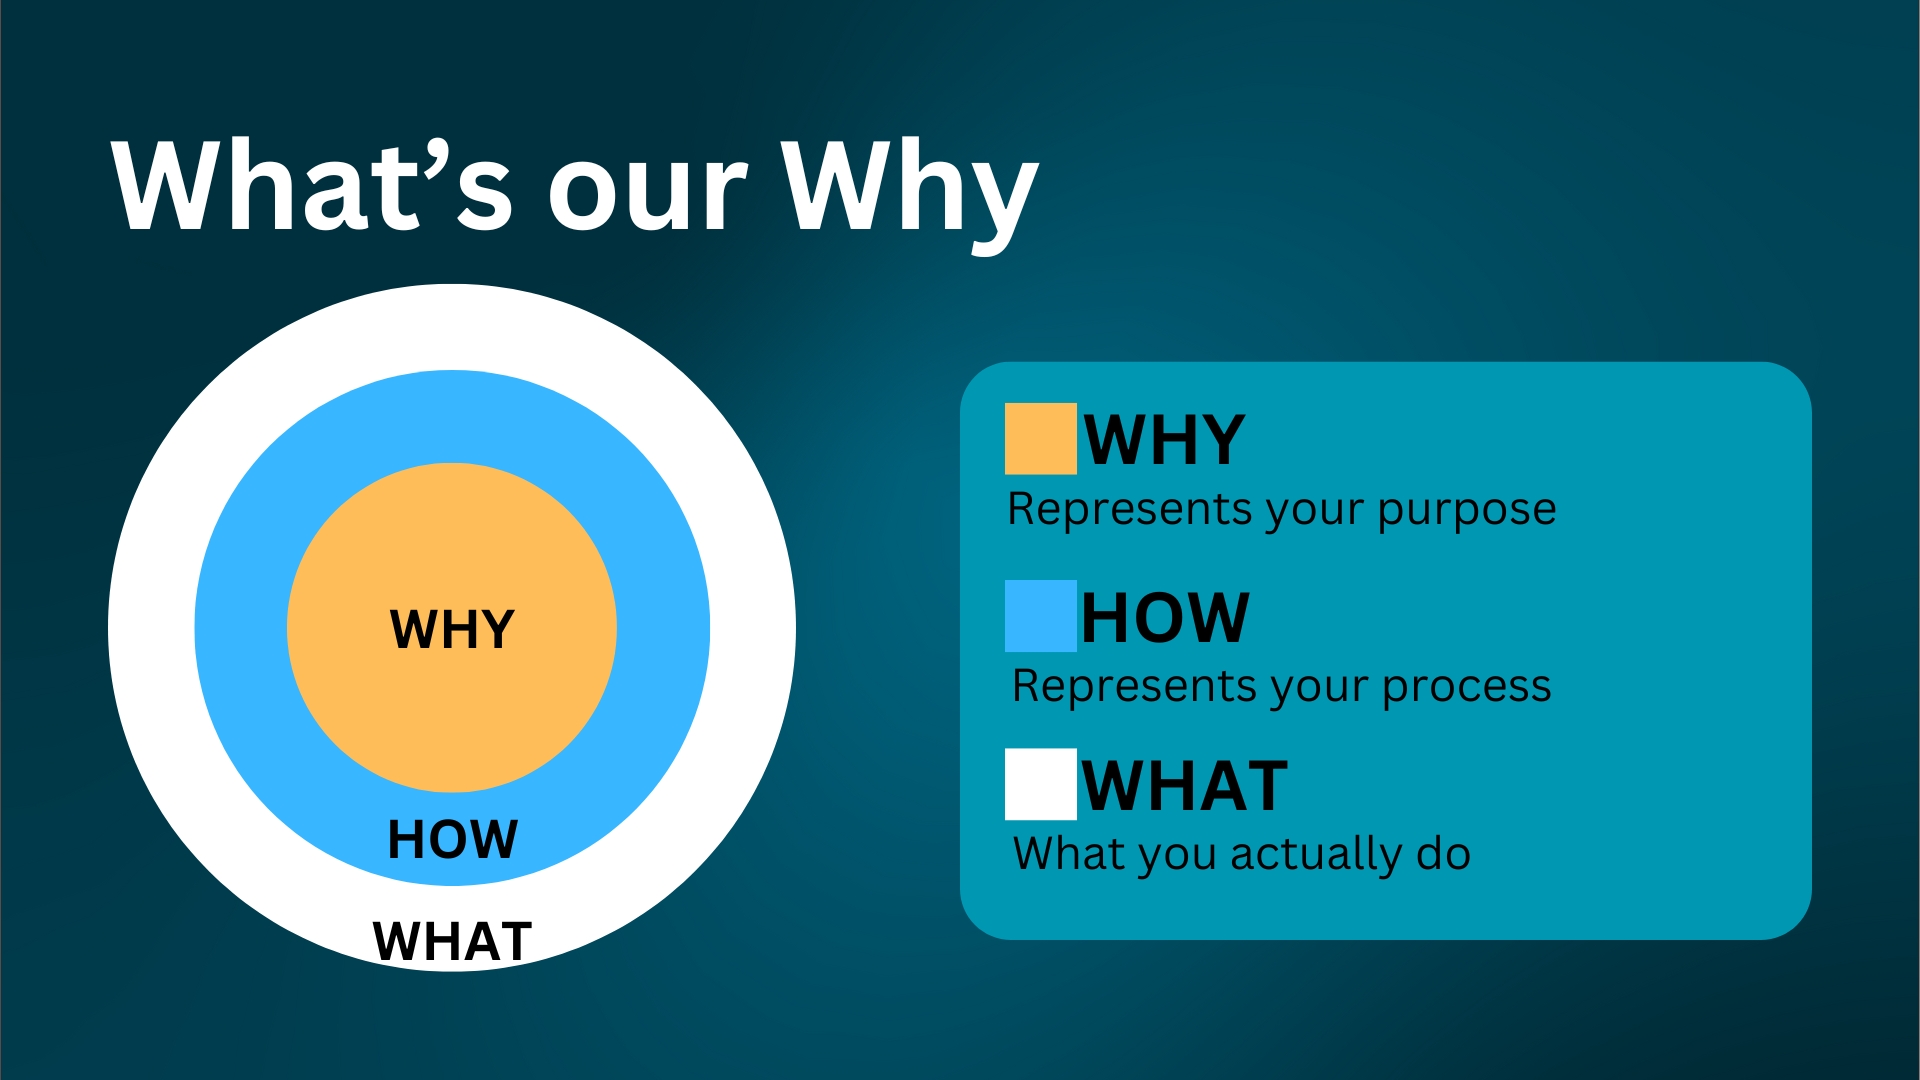 What’s our Why
WHY
HOW
WHAT
WHY
Represents your purpose
HOW
Represents your process
WHAT
What you actually do